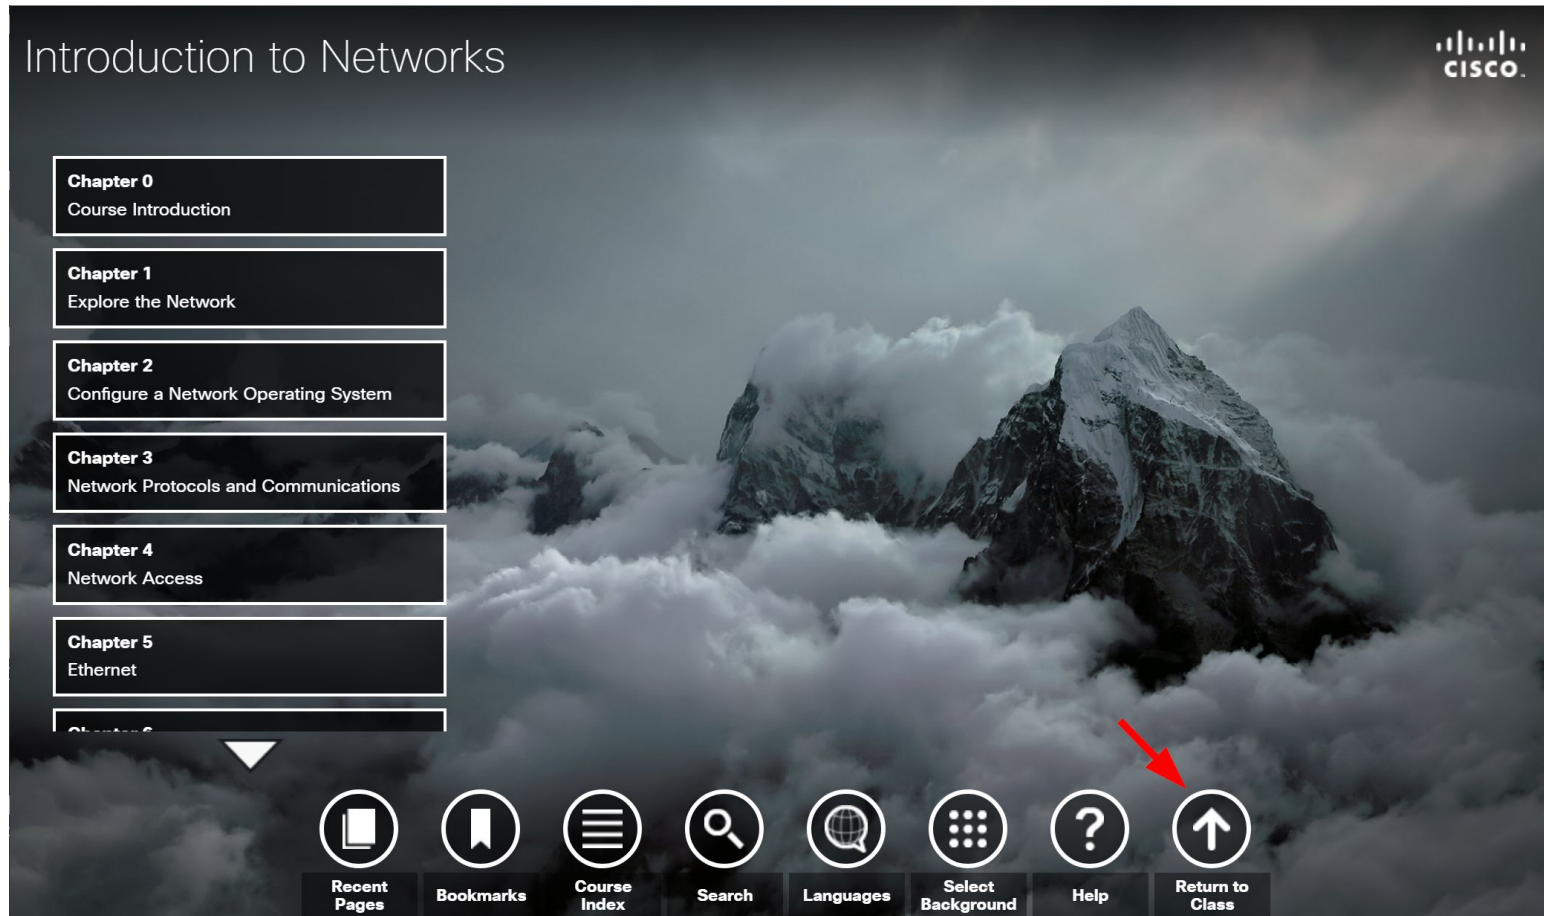 Introduction to Networks
CISCO
Chapter 0
Course Introduction
Chapter 1
Explore the Network
Chapter 2
Configure a Network Operating System
Chapter 3
Network Protocols and Communications
Chapter 4
Network Access
Chapter 5
Ethernet
Chapter 6
Recent
Pages
Bookmarks
Course
Index
Search
Languages
Select
Background
Help
Return to
Class